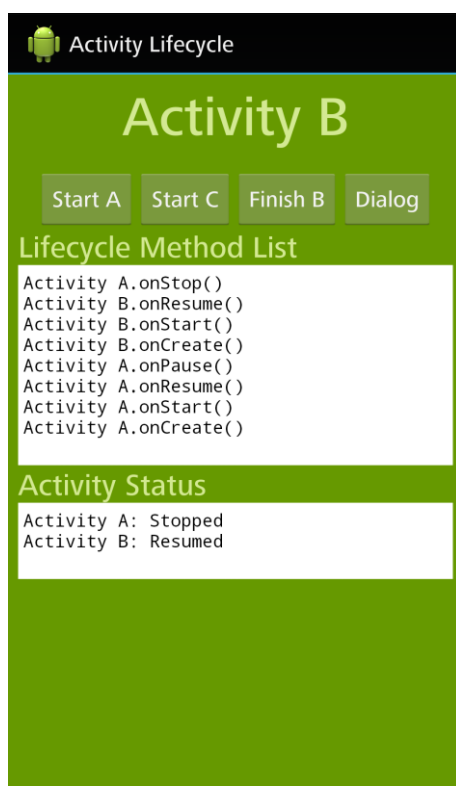 Activity Lifecycle
Activity B
Start A Start C Finish B Dialog
Lifecycle Method List
Activity A.onStop()
Activity B.onResume()
Activity B.onStart()
Activity B.onCreate()
Activity A.onPause()
Activity A.onResume()
Activity A.onStart()
Activity A.onCreate()
Activity Status
Activity A: Stopped
Activity B: Resumed